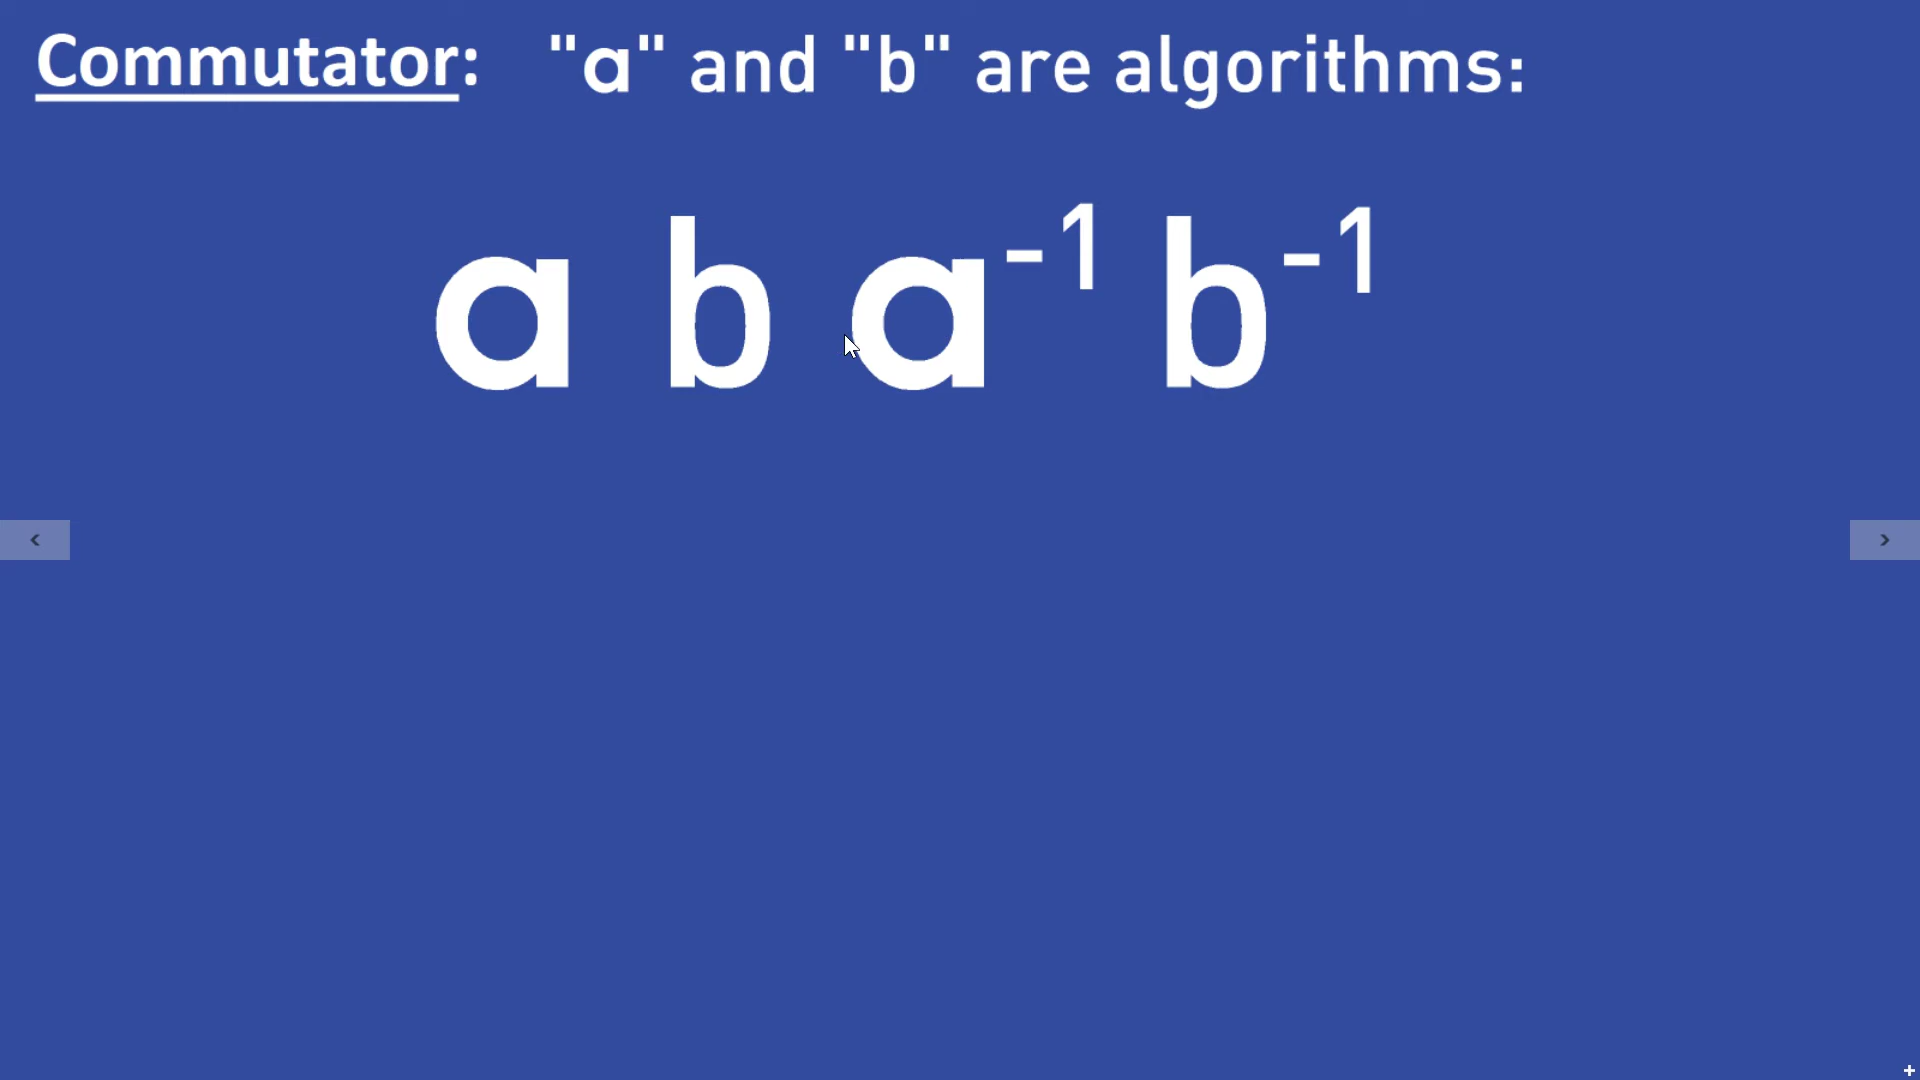 Commutator: "a" and "b" are algorithms:
a b a⁻¹ b⁻¹